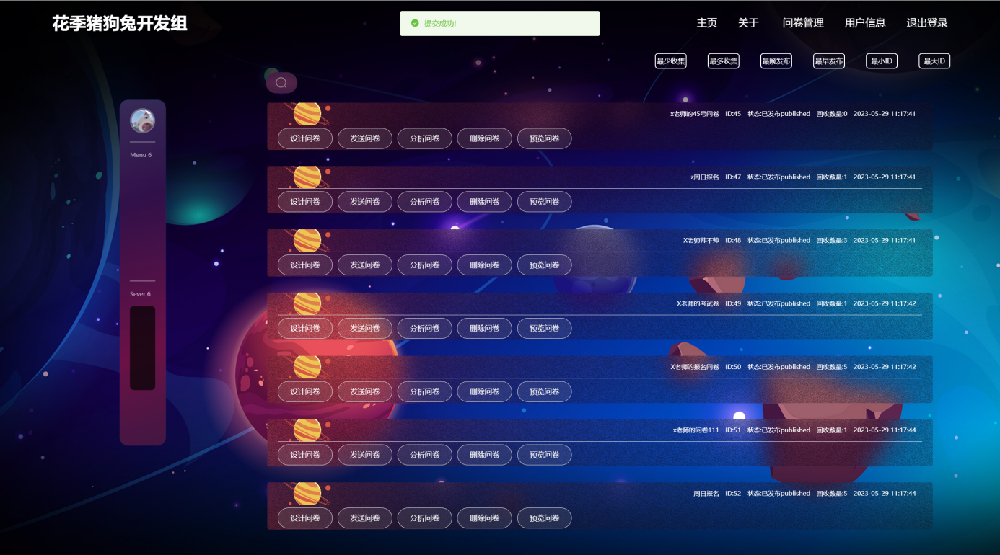 花季猪狗兔开发组
提交成功!
主页 关于 问卷管理 用户信息 退出登录
最少收集 最多收集 最晚发布 最早发布 最小ID 最大ID
Menu 6
Sever 6
x老师的45号问卷 ID:45 状态:已发布published 回收数量:0 2023-05-29 11:17:41
设计问卷 发送问卷 分析问卷 删除问卷 预览问卷
z周日报名 ID:47 状态:已发布published 回收数量:1 2023-05-29 11:17:41
设计问卷 发送问卷 分析问卷 删除问卷 预览问卷
X老师帅不帅 ID:48 状态:已发布published 回收数量:3 2023-05-29 11:17:41
设计问卷 发送问卷 分析问卷 删除问卷 预览问卷
X老师的考试卷 ID:49 状态:已发布published 回收数量:1 2023-05-29 11:17:42
设计问卷 发送问卷 分析问卷 删除问卷 预览问卷
X老师的报名问卷 ID:50 状态:已发布published 回收数量:5 2023-05-29 11:17:42
设计问卷 发送问卷 分析问卷 删除问卷 预览问卷
x老师的问卷111 ID:51 状态:已发布published 回收数量:1 2023-05-29 11:17:44
设计问卷 发送问卷 分析问卷 删除问卷 预览问卷
周日报名 ID:52 状态:已发布published 回收数量:5 2023-05-29 11:17:44
设计问卷 发送问卷 分析问卷 删除问卷 预览问卷